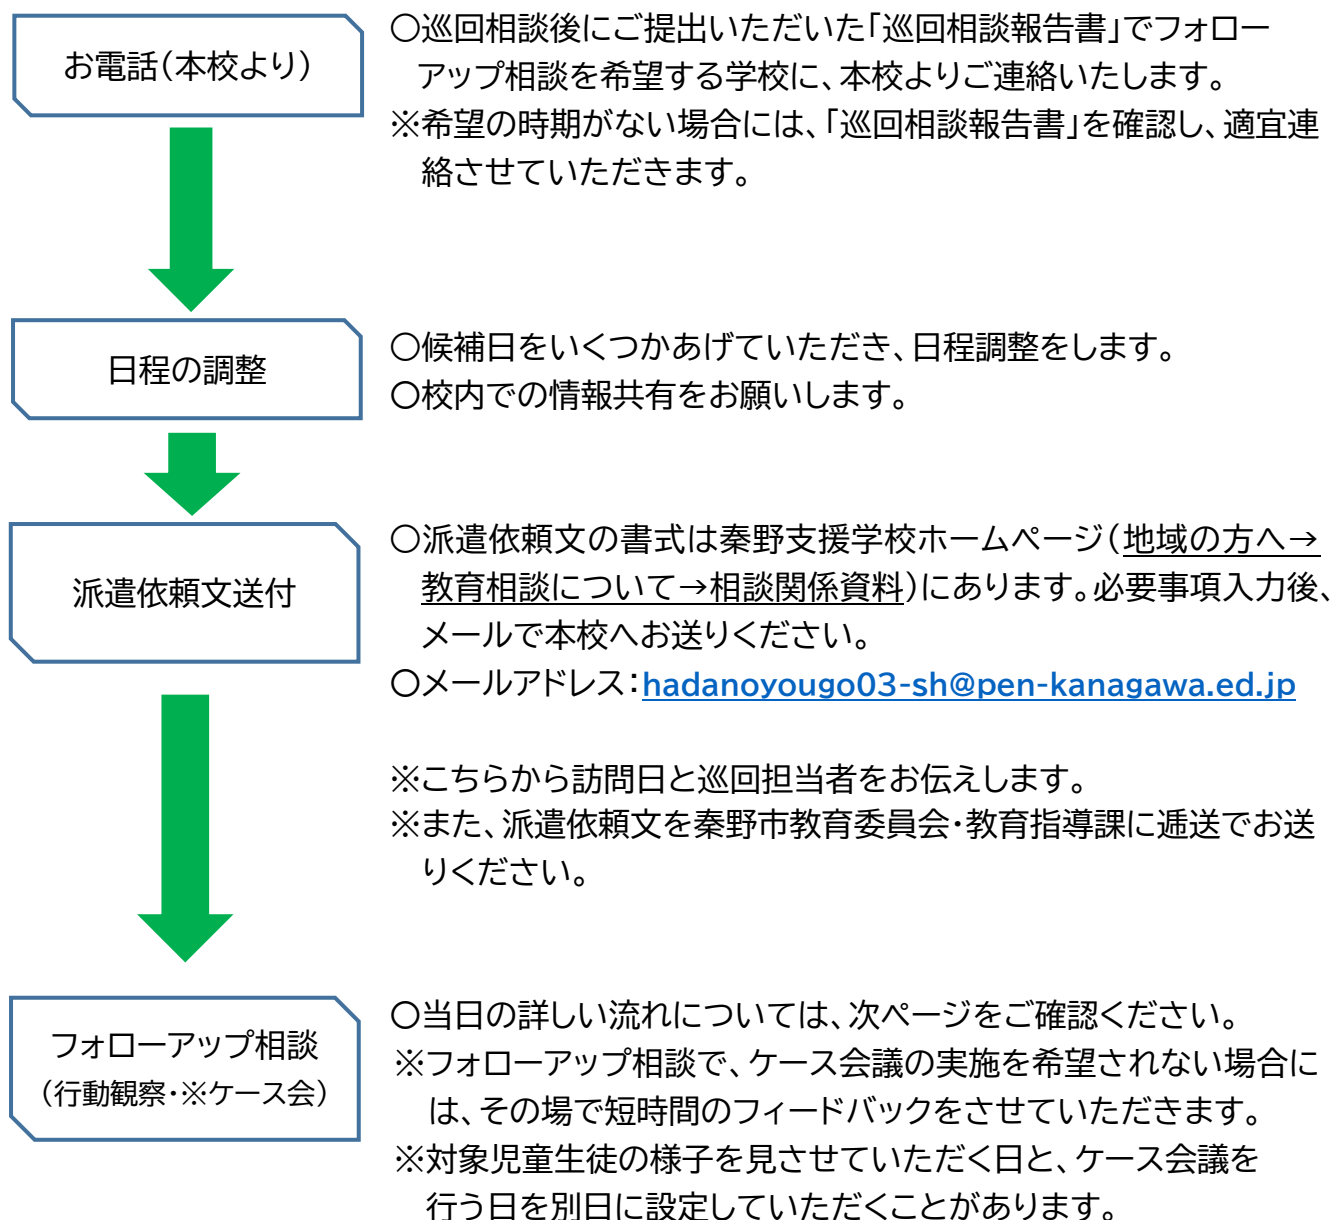 お電話(本校より)
〇巡回相談後にご提出いただいた「巡回相談報告書」でフォロー
アップ相談を希望する学校に、本校よりご連絡いたします。
※希望の時期がない場合には、「巡回相談報告書」を確認し、適宜連
絡させていただきます。
日程の調整
〇候補日をいくつかあげていただき、日程調整をします。
〇校内での情報共有をお願いします。
派遣依頼文送付
〇派遣依頼文の書式は秦野支援学校ホームページ(地域の方へ→
教育相談について→相談関係資料)にあります。必要事項入力後、
メールで本校へお送りください。
〇メールアドレス:hadanoyougo03-sh@pen-kanagawa.ed.jp
※こちらから訪問日と巡回担当者をお伝えします。
※また、派遣依頼文を秦野市教育委員会・教育指導課に逓送でお送
りください。
フォローアップ相談
(行動観察・※ケース会)
〇当日の詳しい流れについては、次ページをご確認ください。
※フォローアップ相談で、ケース会議の実施を希望されない場合に
は、その場で短時間のフィードバックをさせていただきます。
※対象児童生徒の様子を見させていただく日と、ケース会議を
行う日を別日に設定していただくことがあります。